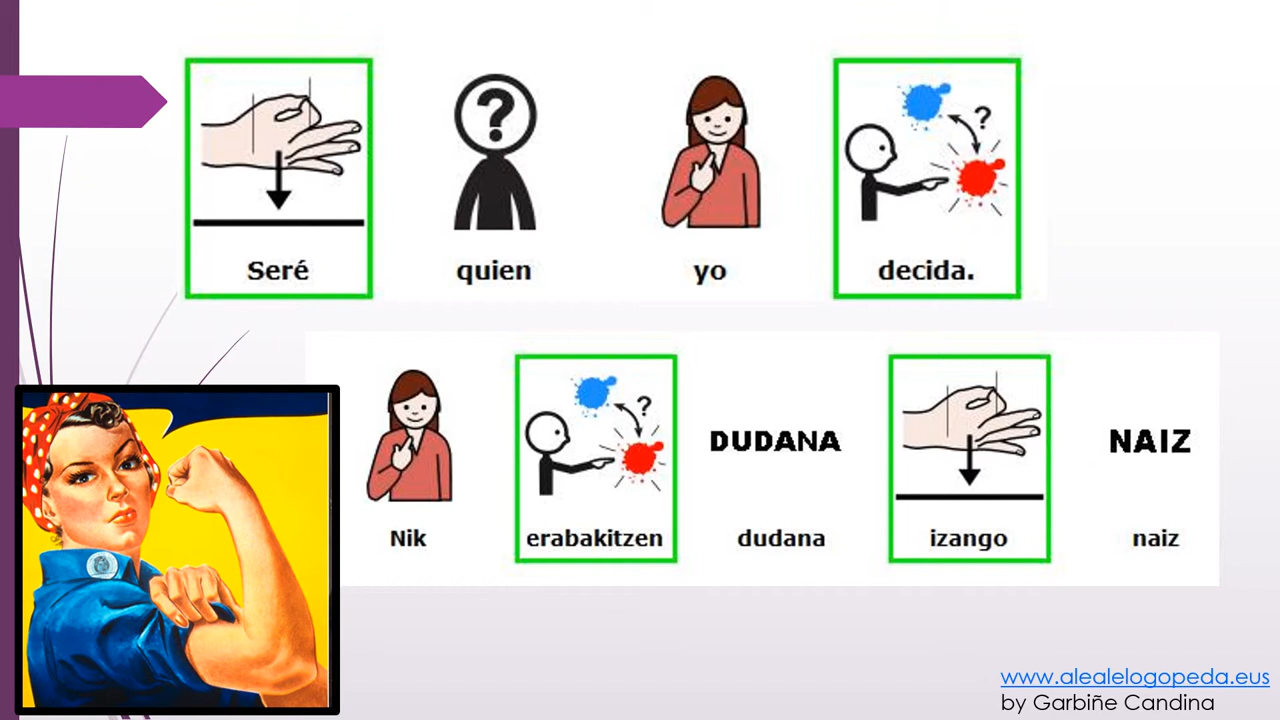 Seré quien yo decida.
DUDANA NAIZ
Nik erabakitzen dudana izango naiz
www.alealelogopeda.eus
by Garbiñe Candina